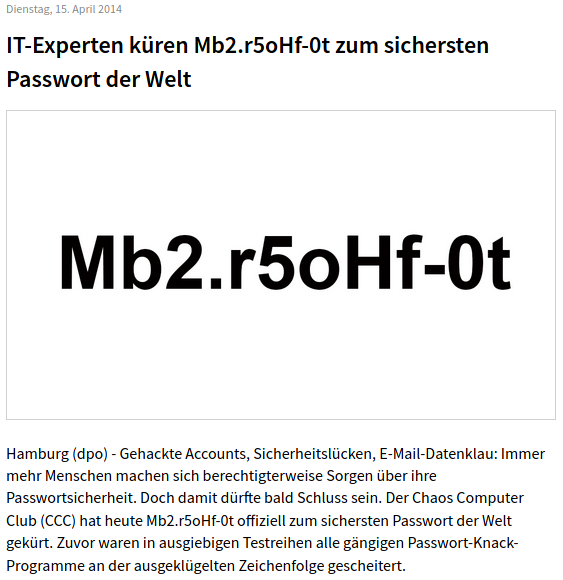 Dienstag, 15. April 2014
IT-Experten küren Mb2.r5oHf-0t zum sichersten
Passwort der Welt
Mb2.r5oHf-0t
Hamburg (dpo) - Gehackte Accounts, Sicherheitslücken, E-Mail-Datenklau: Immer
mehr Menschen machen sich berechtigterweise Sorgen über ihre
Passwortsicherheit. Doch damit dürfte bald Schluss sein. Der Chaos Computer
Club (CCC) hat heute Mb2.r5oHf-0t offiziell zum sichersten Passwort der Welt
gekürt. Zuvor waren in ausgiebigen Testreihen alle gängigen Passwort-Knack-
Programme an der ausgeklügelten Zeichenfolge gescheitert.